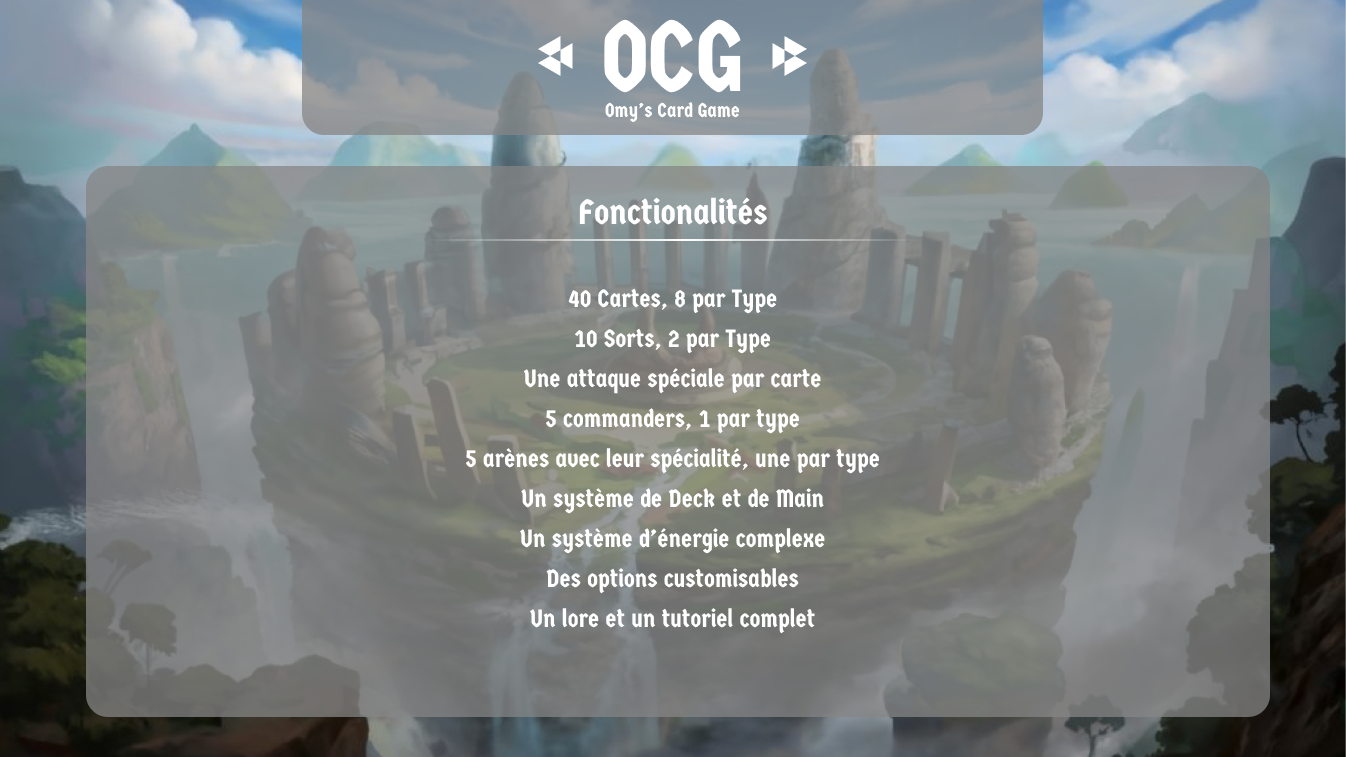 OCG
Omy's Card Game
Fonctionalités
40 Cartes, 8 par Type
10 Sorts, 2 par Type
Une attaque spéciale par carte
5 commanders, 1 par type
5 arènes avec leur spécialité, une par type
Un système de Deck et de Main
Un système d'énergie complexe
Des options customisables
Un lore et un tutoriel complet